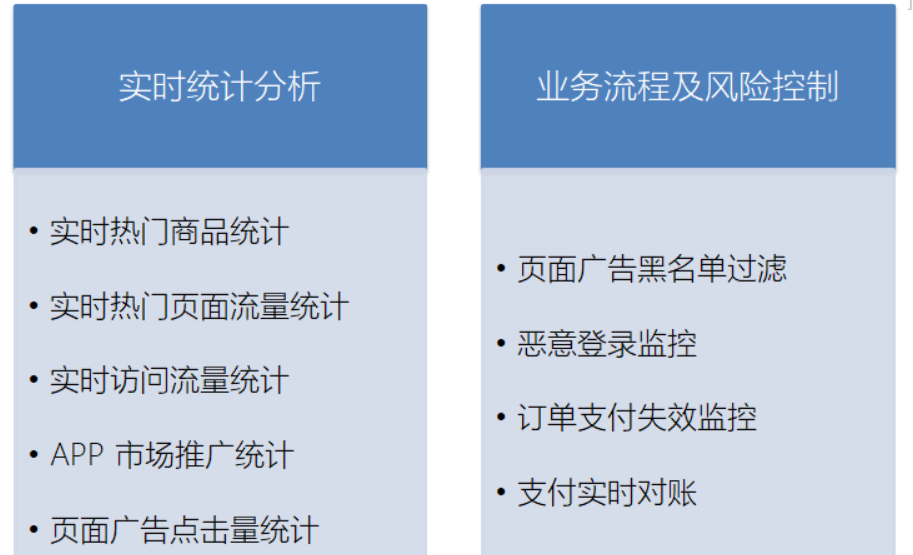 实时统计分析
• 实时热门商品统计
• 实时热门页面流量统计
• 实时访问流量统计
• APP 市场推广统计
• 页面广告点击量统计
业务流程及风险控制
• 页面广告黑名单过滤
• 恶意登录监控
• 订单支付失效监控
• 支付实时对账